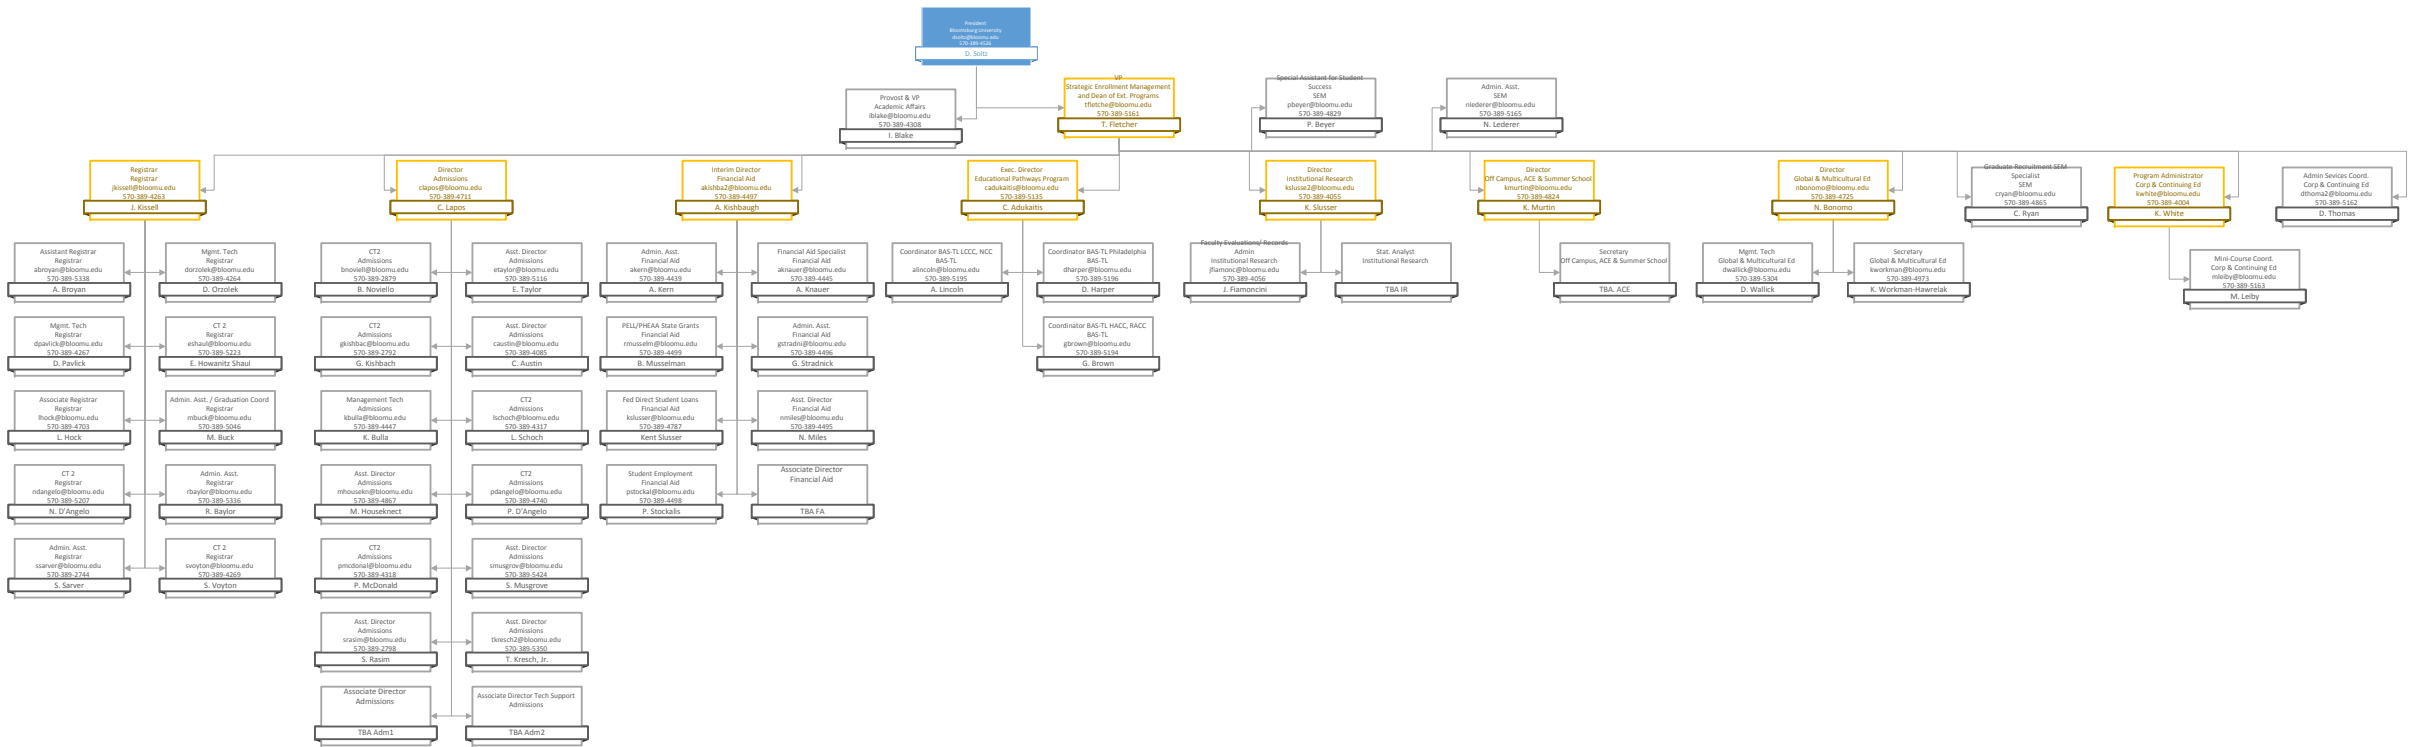 President
Bloomsburg University
dsoltz@bloomu.edu
570-389-4526
D. Soltz
Provost & VP
Academic Affairs
iblake@bloomu.edu
570-389-4308
I. Blake
VP
Strategic Enrollment Management
and Dean of Ext. Programs
tfletche@bloomu.edu
570-389-5161
T. Fletcher
Special Assistant for Student
Success
SEM
pbeyer@bloomu.edu
570-389-4829
P. Beyer
Admin. Asst.
SEM
nlederer@bloomu.edu
570-389-5165
N. Lederer
Registrar
Registrar
jkissell@bloomu.edu
570-389-4263
J. Kissell
Director
Admissions
clapos@bloomu.edu
570-389-4711
C. Lapos
Interim Director
Financial Aid
akishba2@bloomu.edu
570-389-4497
A. Kishbaugh
Exec. Director
Educational Pathways Program
cadukaitis@bloomu.edu
570-389-5135
C. Adukaitis
Director
Institutional Research
kslusse2@bloomu.edu
570-389-4055
K. Slusser
Director
Off Campus, ACE & Summer School
kmurtin@bloomu.edu
570-389-4824
K. Murtin
Director
Global & Multicultural Ed
nbonomo@bloomu.edu
570-389-4725
N. Bonomo
Graduate Recruitment SEM
Specialist
SEM
cryan@bloomu.edu
570-389-4865
C. Ryan
Program Administrator
Corp & Continuing Ed
kwhite@bloomu.edu
570-389-4004
K. White
Admin Sevices Coord.
Corp & Continuing Ed
dthoma2@bloomu.edu
570-389-5162
D. Thomas
Assistant Registrar
Registrar
abroyan@bloomu.edu
570-389-5338
A. Broyan
Mgmt. Tech
Registrar
dorzolek@bloomu.edu
570-389-4264
D. Orzolek
CT2
Admissions
bnoviell@bloomu.edu
570-389-2879
B. Noviello
Asst. Director
Admissions
etaylor@bloomu.edu
570-389-5116
E. Taylor
Admin. Asst.
Financial Aid
akern@bloomu.edu
570-389-4439
A. Kern
Financial Aid Specialist
Financial Aid
aknauer@bloomu.edu
570-389-4445
A. Knauer
Coordinator BAS-TL LCCC, NCC
BAS-TL
alincoln@bloomu.edu
570-389-5195
A. Lincoln
Coordinator BAS-TL Philadelphia
BAS-TL
dharper@bloomu.edu
570-389-5196
D. Harper
Faculty Evaluations/ Records
Admin
Institutional Research
jfiamonc@bloomu.edu
570-389-4056
J. Fiamoncini
Stat. Analyst
Institutional Research
TBA IR
Secretary
Off Campus, ACE & Summer School
TBA. ACE
Mgmt. Tech
Global & Multicultural Ed
dwallick@bloomu.edu
570-389-5304
D. Wallick
Secretary
Global & Multicultural Ed
kworkman@bloomu.edu
570-489-4973
K. Workman-Hawrelak
Mini-Course Coord.
Corp & Continuing Ed
mleiby@bloomu.edu
570-389-5163
M. Leiby
Mgmt. Tech
Registrar
dpavlick@bloomu.edu
570-389-4267
D. Pavlick
CT 2
Registrar
eshaul@bloomu.edu
570-389-5223
E. Howanitz Shaul
CT2
Admissions
gkishbac@bloomu.edu
570-389-2792
G. Kishbach
Asst. Director
Admissions
caustin@bloomu.edu
570-389-4085
C. Austin
PELL/PHEAA State Grants
Financial Aid
rmusselm@bloomu.edu
570-389-4499
B. Musselman
Admin. Asst.
Financial Aid
gstradni@bloomu.edu
570-389-4496
G. Stradnick
Coordinator BAS-TL HACC, RACC
BAS-TL
gbrown@bloomu.edu
570-389-5194
G. Brown
Associate Registrar
Registrar
lhock@bloomu.edu
570-389-4703
L. Hock
Admin. Asst. / Graduation Coord
Registrar
mbuck@bloomu.edu
570-389-5046
M. Buck
Management Tech
Admissions
kbulla@bloomu.edu
570-389-4447
K. Bulla
CT2
Admissions
lschoch@bloomu.edu
570-389-4317
L. Schoch
Fed Direct Student Loans
Financial Aid
kslusser@bloomu.edu
570-389-4787
Kent Slusser
Asst. Director
Financial Aid
nmiles@bloomu.edu
570-389-4495
N. Miles
CT 2
Registrar
ndangelo@bloomu.edu
570-389-5207
N. D'Angelo
Admin. Asst.
Registrar
rbaylor@bloomu.edu
570-389-5336
R. Baylor
Asst. Director
Admissions
mhousekn@bloomu.edu
570-389-4867
M. Houseknect
CT2
Admissions
pdangelo@bloomu.edu
570-389-4740
P. D'Angelo
Student Employment
Financial Aid
pstockal@bloomu.edu
570-389-4498
P. Stockalis
Associate Director
Financial Aid
TBA FA
Admin. Asst.
Registrar
ssarver@bloomu.edu
570-389-2744
S. Sarver
CT 2
Registrar
svoyton@bloomu.edu
570-389-4269
S. Voyton
CT2
Admissions
pmcdonal@bloomu.edu
570-389-4318
P. McDonald
Asst. Director
Admissions
smusgrov@bloomu.edu
570-389-5424
S. Musgrove
Asst. Director
Admissions
srasim@bloomu.edu
570-389-2798
S. Rasim
Asst. Director
Admissions
tkresch2@bloomu.edu
570-389-5350
T. Kresch, Jr.
Associate Director
Admissions
TBA Adm1
Associate Director Tech Support
Admissions
TBA Adm2